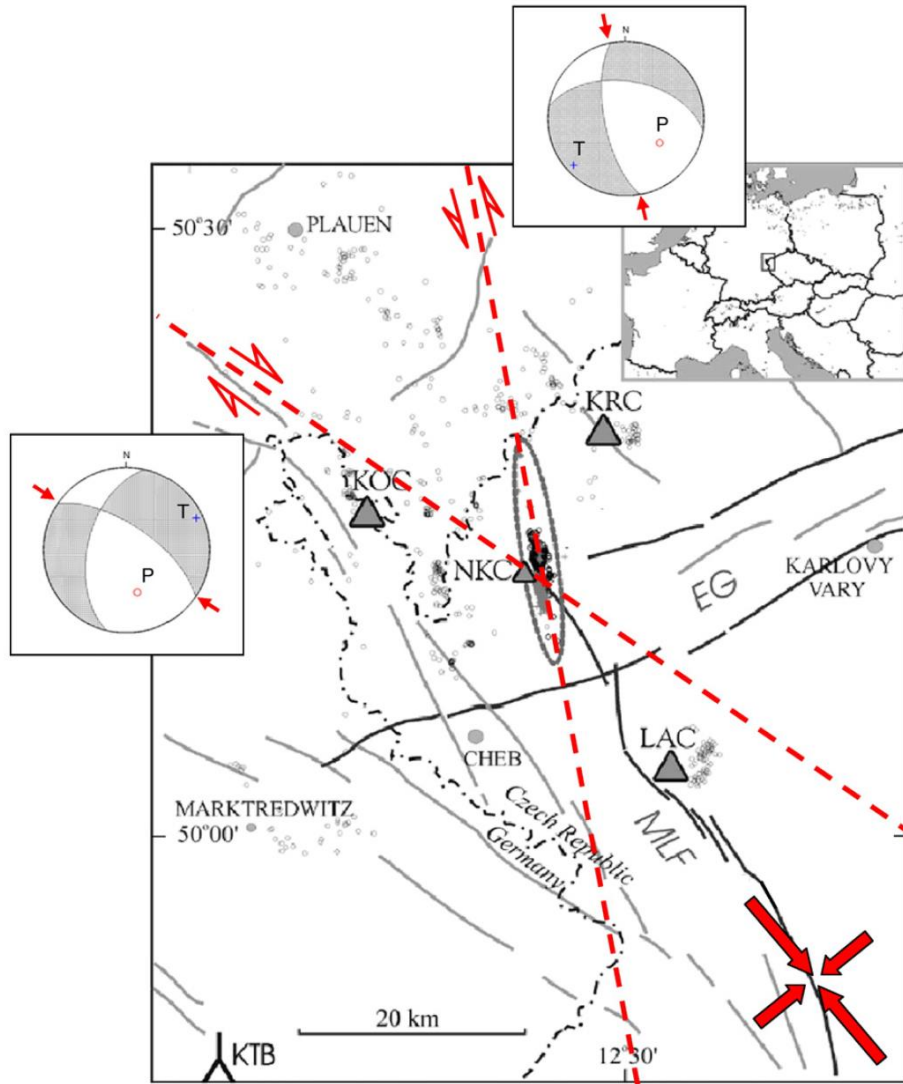 N
P
T
50°30'
PLAUEN
KRC
KOC
N
T
P
NKC
KARLOVY
VARY
EG
LAC
CHEB
MARKTREDWITZ
50°00'
Czech Republic
Germany
MLF
20 km
KTB
12°30'